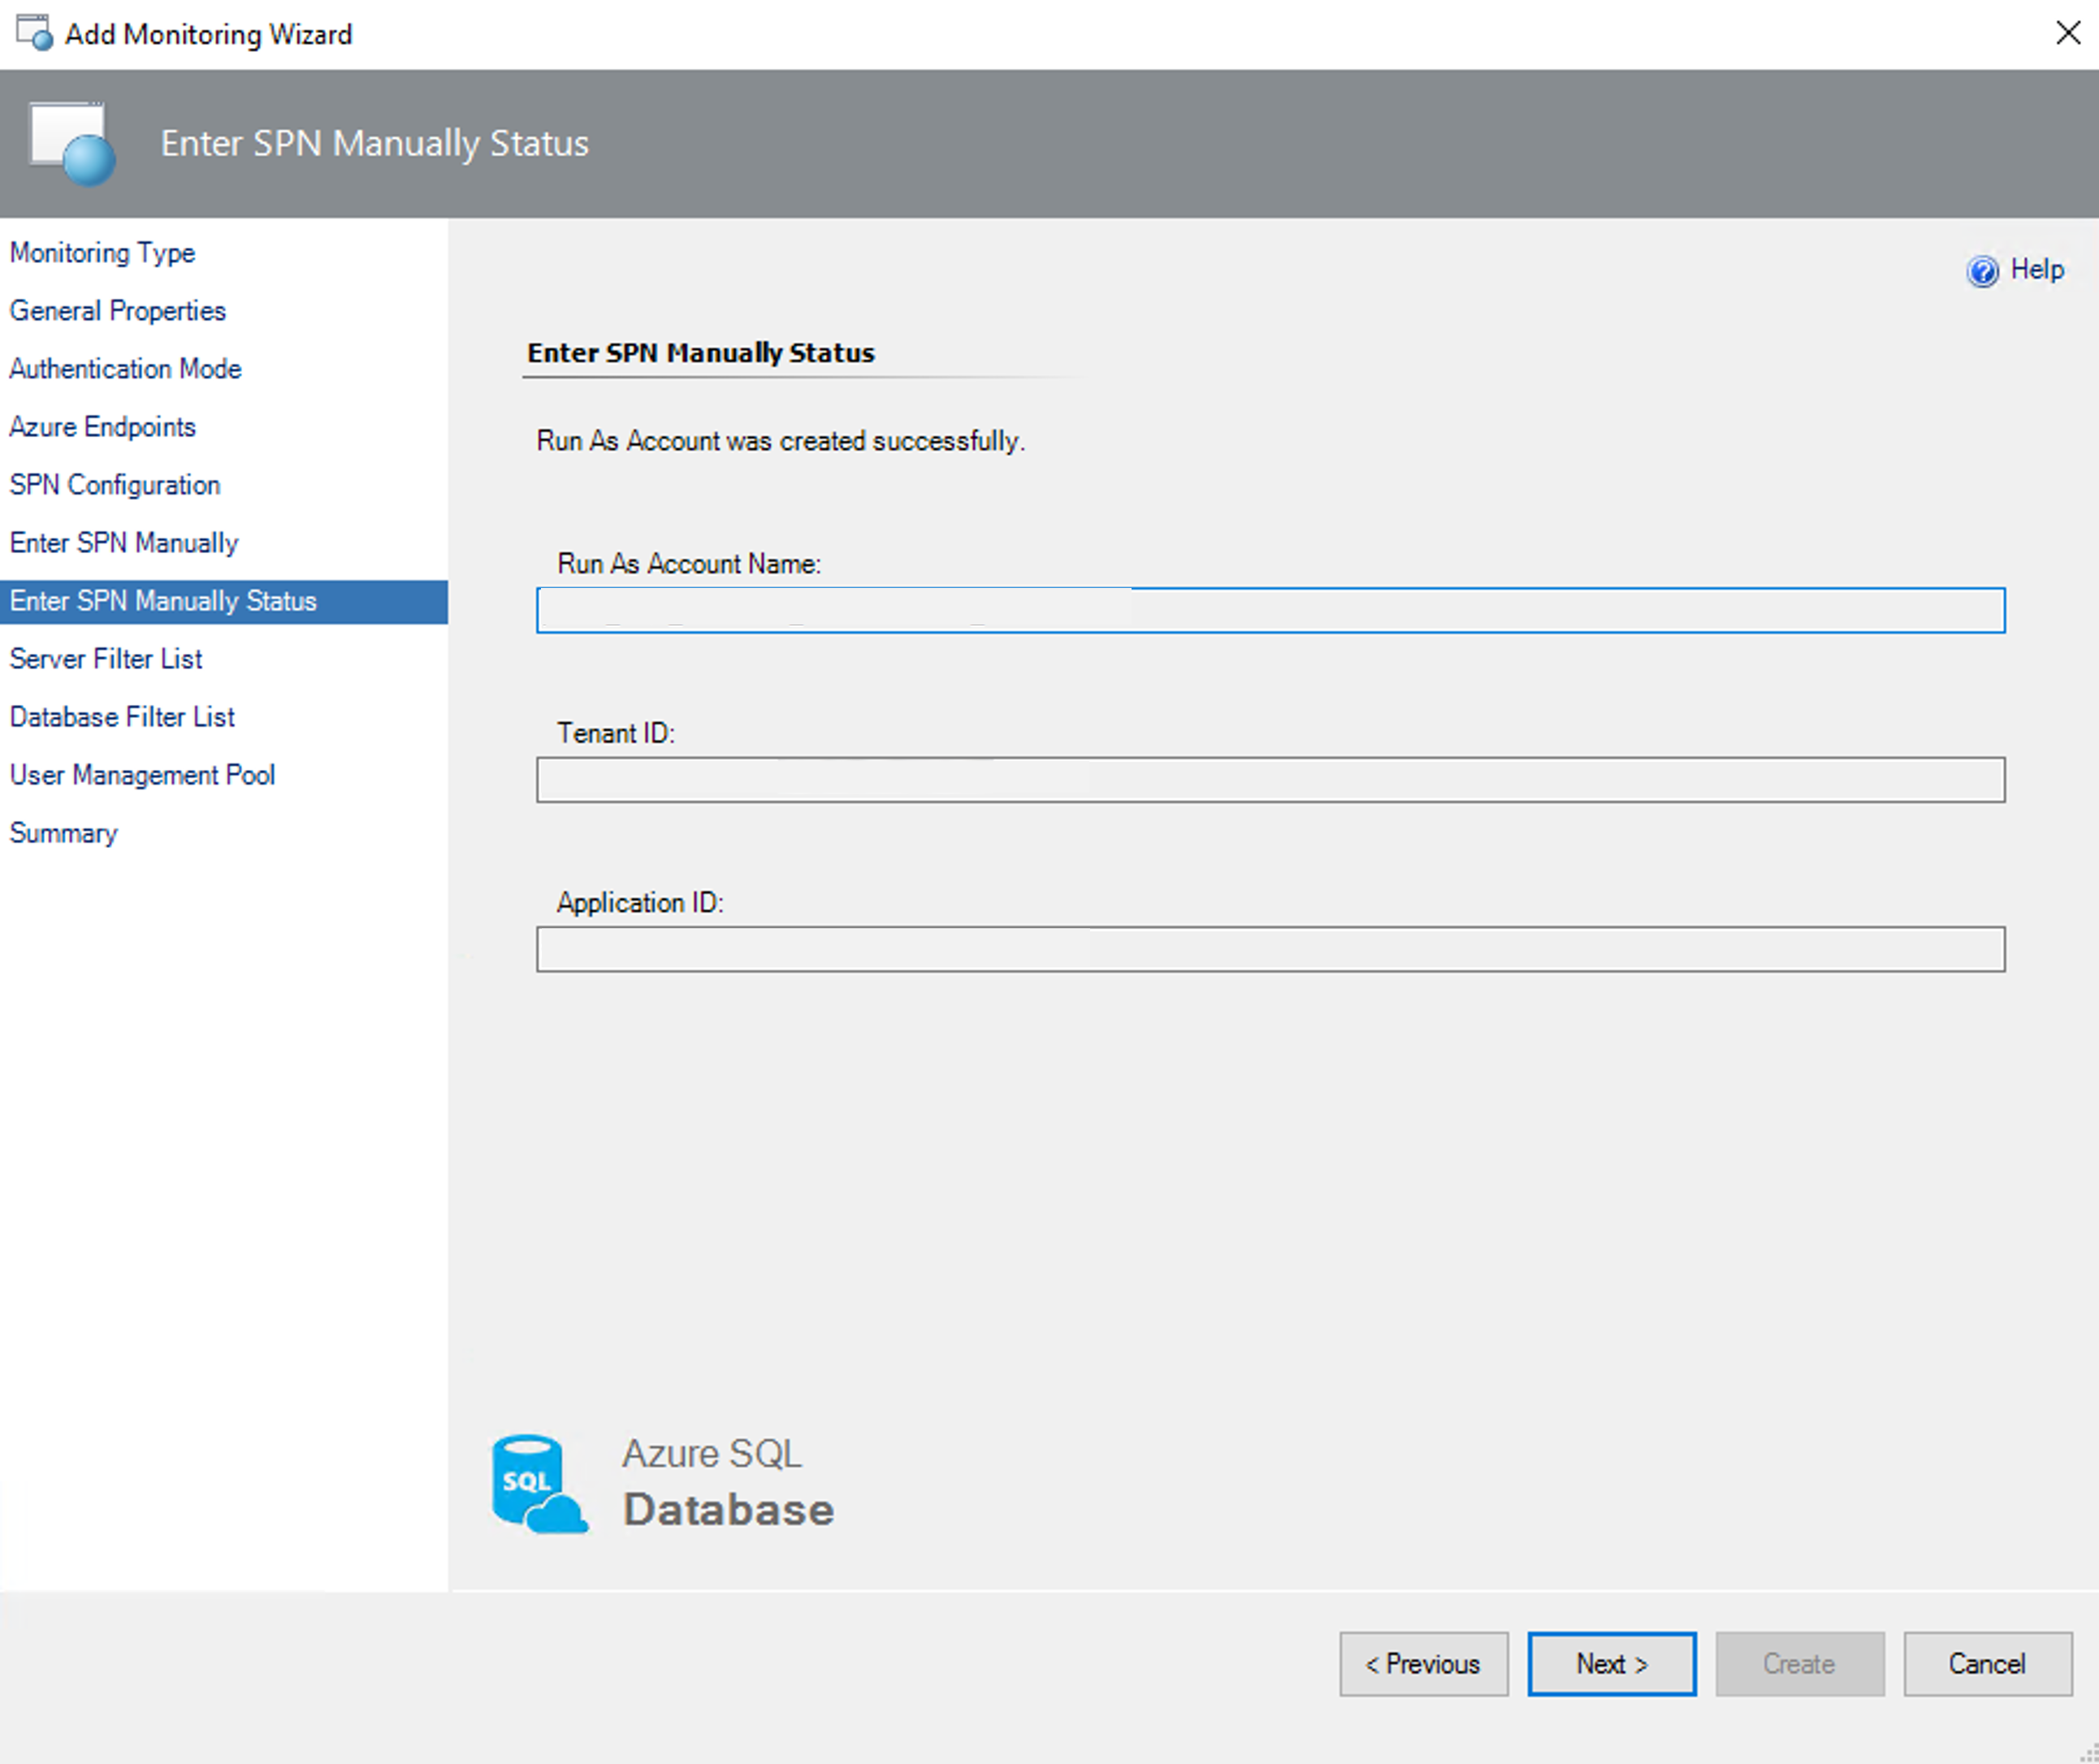 Add Monitoring Wizard
Enter SPN Manually Status
Monitoring Type
General Properties
Authentication Mode
Azure Endpoints
SPN Configuration
Enter SPN Manually
Enter SPN Manually Status
Server Filter List
Database Filter List
User Management Pool
Summary
Help
Enter SPN Manually Status
Run As Account was created successfully.
Run As Account Name:
Tenant ID:
Application ID:
SQL
Azure SQL
Database
< Previous
Next >
Create
Cancel